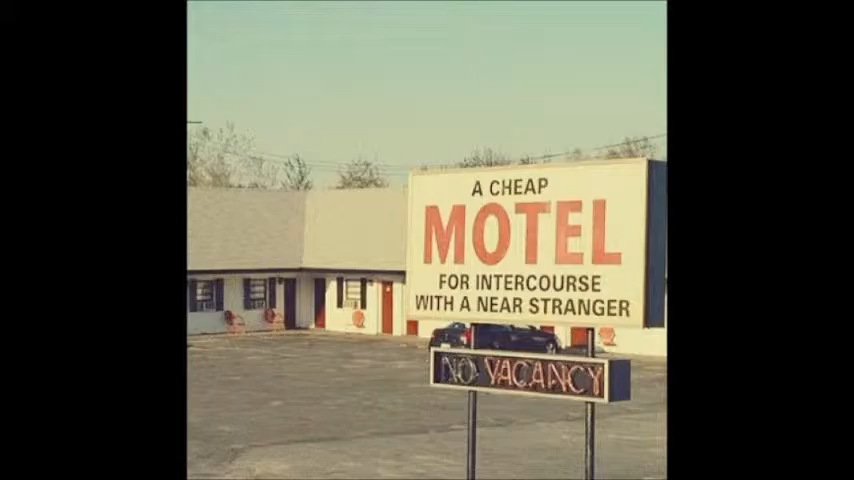 A CHEAP
MOTEL
FOR INTERCOURSE
WITH A NEAR STRANGER
NO VACANCY